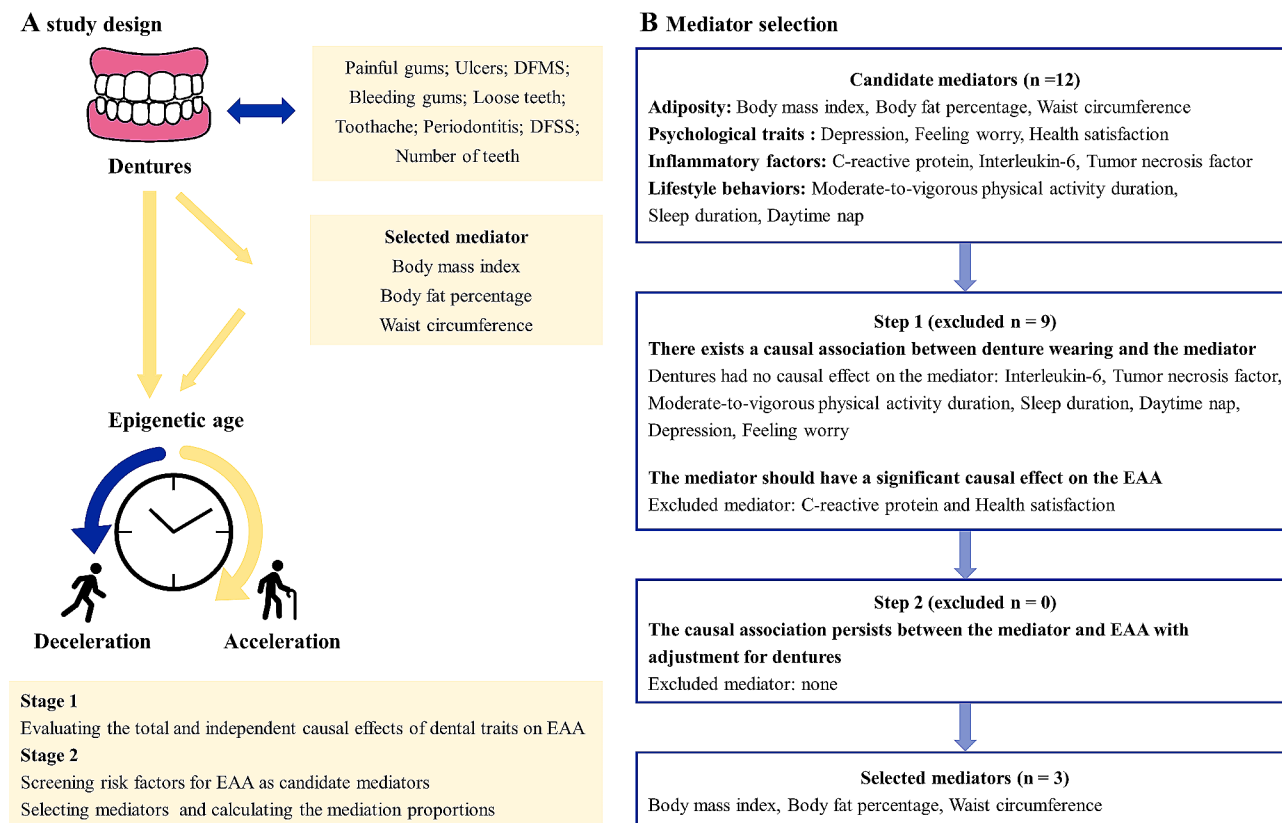 A study design
Painful gums; Ulcers; DFMS;
Bleeding gums; Loose teeth;
Toothache; Periodontitis; DFSS;
Number of teeth
Dentures
Selected mediator
Body mass index
Body fat percentage
Waist circumference
Epigenetic age
Deceleration
Acceleration
Stage 1
Evaluating the total and independent causal effects of dental traits on EAA
Stage 2
Screening risk factors for EAA as candidate mediators
Selecting mediators and calculating the mediation proportions
B Mediator selection
Candidate mediators (n =12)
Adiposity: Body mass index, Body fat percentage, Waist circumference
Psychological traits : Depression, Feeling worry, Health satisfaction
Inflammatory factors: C-reactive protein, Interleukin-6, Tumor necrosis factor
Lifestyle behaviors: Moderate-to-vigorous physical activity duration,
Sleep duration, Daytime nap
Step 1 (excluded n = 9)
There exists a causal association between denture wearing and the mediator
Dentures had no causal effect on the mediator: Interleukin-6, Tumor necrosis factor,
Moderate-to-vigorous physical activity duration, Sleep duration, Daytime nap,
Depression, Feeling worry
The mediator should have a significant causal effect on the EAA
Excluded mediator: C-reactive protein and Health satisfaction
Step 2 (excluded n = 0)
The causal association persists between the mediator and EAA with
adjustment for dentures
Excluded mediator: none
Selected mediators (n = 3)
Body mass index, Body fat percentage, Waist circumference